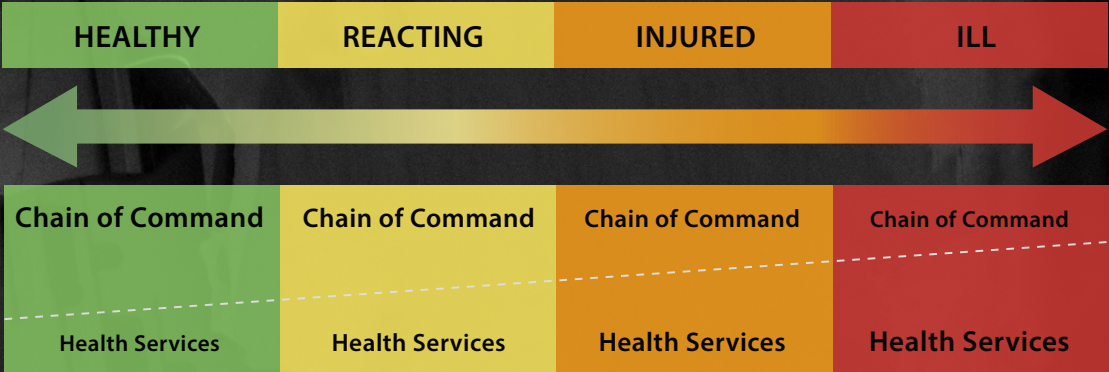 HEALTHY REACTING INJURED ILL
Chain of Command Chain of Command Chain of Command Chain of Command
Health Services Health Services Health Services Health Services